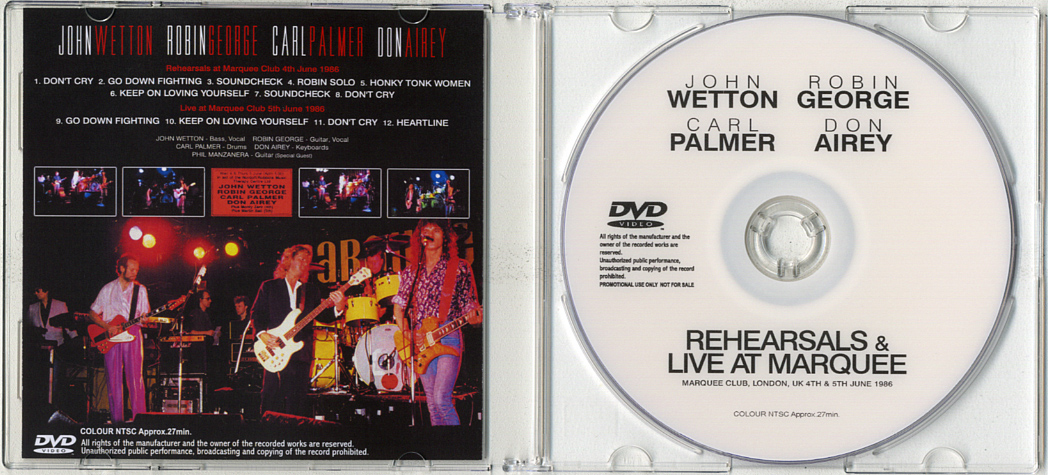 JOHNWETTON ROBINGEORGE CARLPALMER DONAIREY
Rehearsals at Marquee Club 4th June 1986
1. DON'T CRY 2. GO DOWN FIGHTING 3. SOUNDCHECK 4. ROBIN SOLO 5. HONKY TONK WOMEN
6. KEEP ON LOVING YOURSELF 7. SOUNDCHECK 8. DON'T CRY
Live at Marquee Club 5th June 1986
9. GO DOWN FIGHTING 10. KEEP ON LOVING YOURSELF 11. DON'T CRY 12. HEARTLINE
JOHN WETTON - Bass, Vocal ROBIN GEORGE - Guitar, Vocal
CARL PALMER - Drums DON AIREY - Keyboards
PHIL MANZANERA - Guitar (Special Guest)
JOHN WETTON
ROBIN GEORGE
CARL PALMER
DON AIREY
COLOUR NTSC Approx.27min.
DVD
VIDEO
All rights of the manufacturer and the owner of the recorded works are reserved.
Unauthorized public performance, broadcasting and copying of the record prohibited.
JOHN WETTON
ROBIN GEORGE
CARL PALMER
DON AIREY
DVD
VIDEO
All rights of the manufacturer and the
owner of the recorded works are
reserved.
Unauthorized public performance,
broadcasting and copying of the record
prohibited.
PROMOTIONAL USE ONLY NOT FOR SALE
REHEARSALS &
LIVE AT MARQUEE
MARQUEE CLUB, LONDON, UK 4TH & 5TH JUNE 1986
COLOUR NTSC Approx.27min.